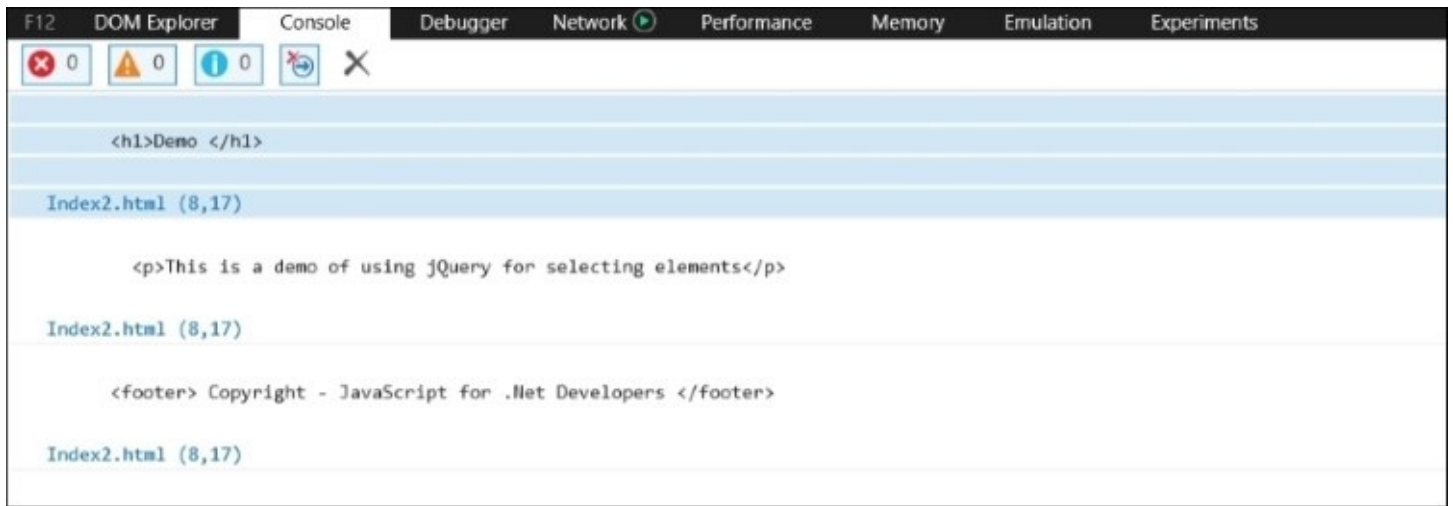 F12 DOM Explorer Console Debugger Network Performance Memory Emulation Experiments
0 0 0
<h1>Demo </h1>
Index2.html (8,17)
<p>This is a demo of using jQuery for selecting elements</p>
Index2.html (8,17)
<footer> Copyright - JavaScript for .Net Developers </footer>
Index2.html (8,17)